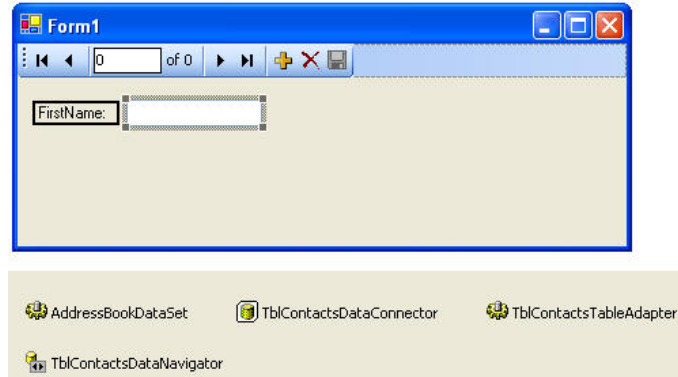 Form1
0 of 0
FirstName:
AddressBookDataSet TblContactsDataConnector TblContactsTableAdapter
TblContactsDataNavigator